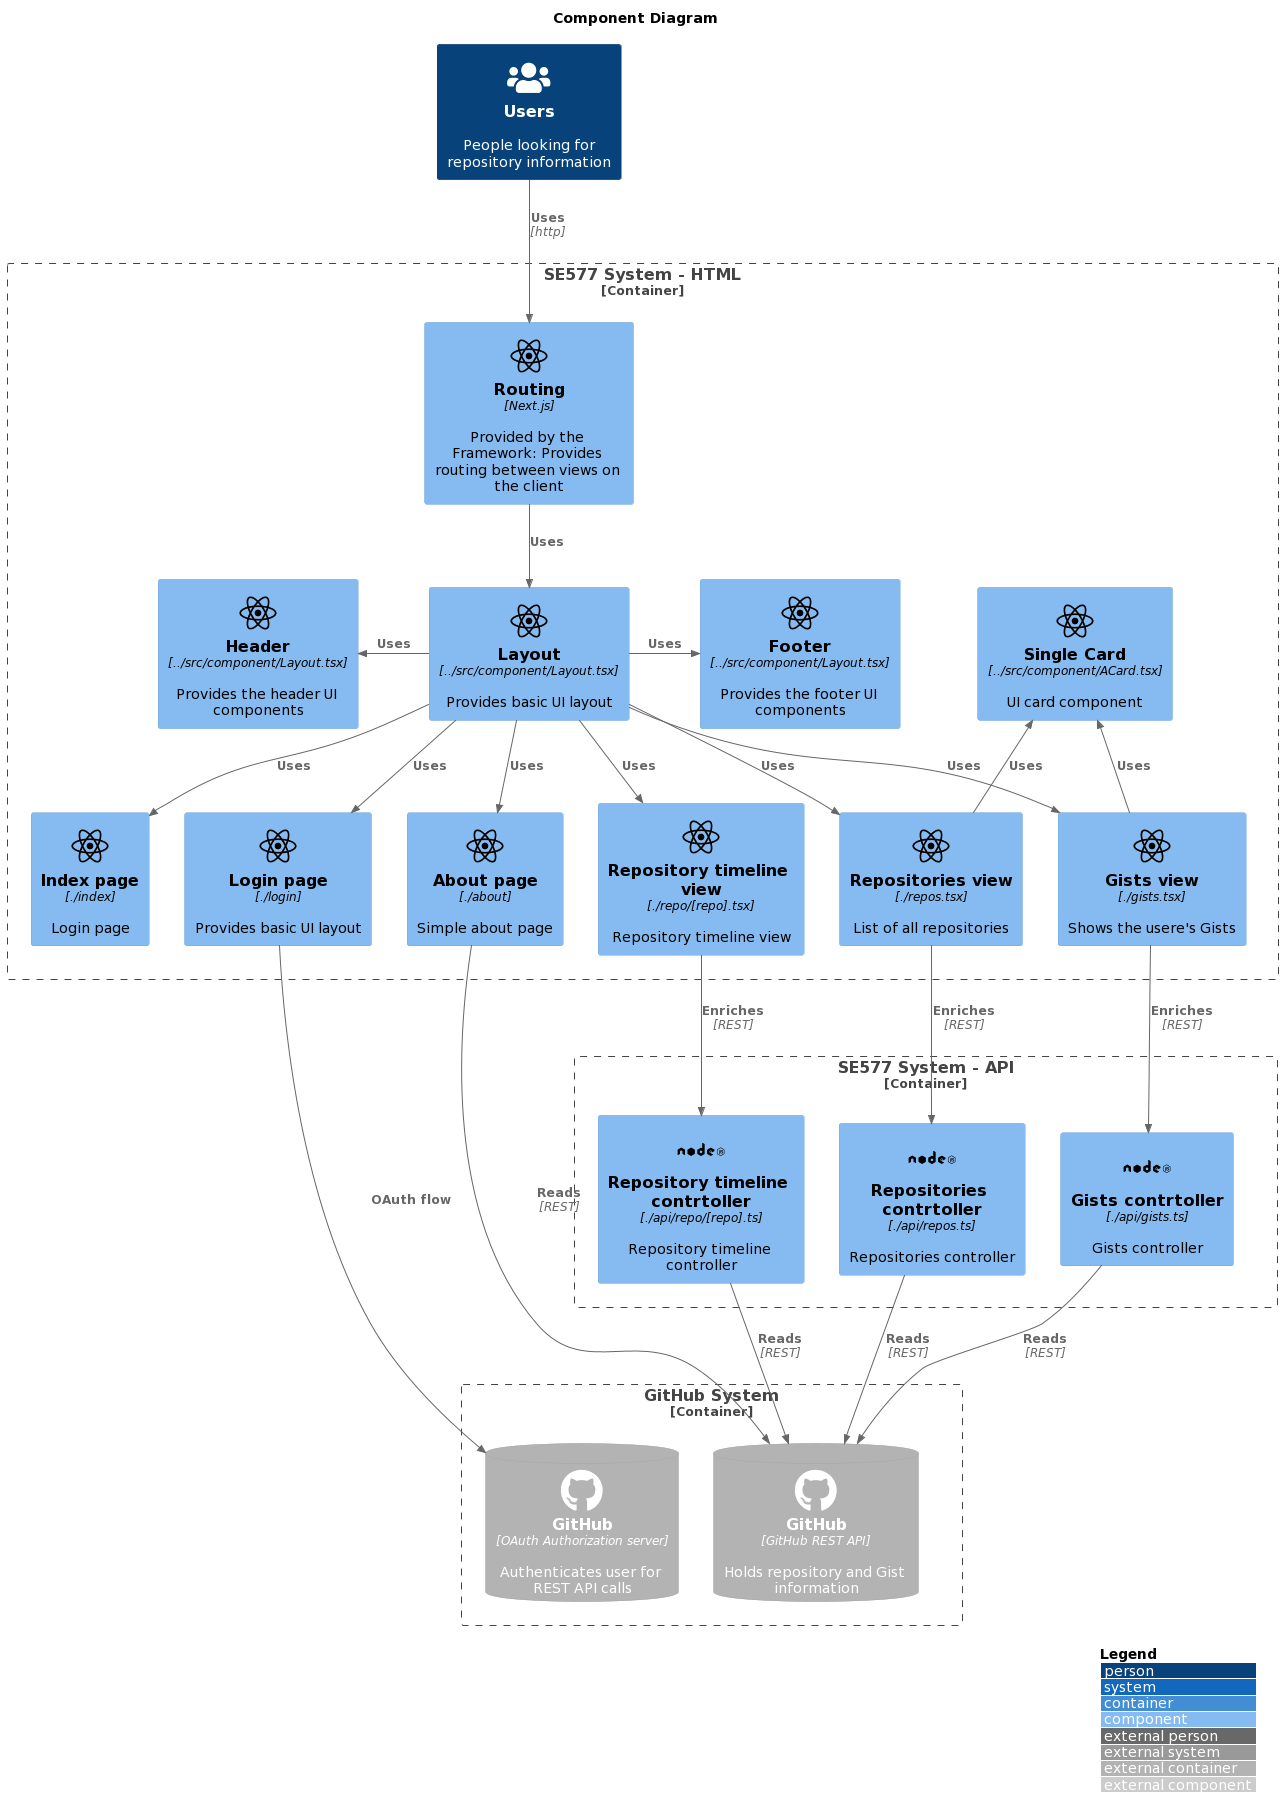 Component Diagram
Users
People looking for
repository information
Uses
[http]
SE577 System - HTML
[Container]
Routing
[Next.js]
Provided by the
Framework: Provides
routing between views on
the client
Uses
Header
[../src/component/Layout.tsx]
Provides the header UI
components
Uses
Layout
[../src/component/Layout.tsx]
Provides basic UI layout
Uses
Footer
[../src/component/Layout.tsx]
Provides the footer UI
components
Single Card
[../src/component/ACard.tsx]
UI card component
Uses
Uses
Uses
Uses
Uses
Uses
Uses
Uses
Index page
[./index]
Login page
Login page
[./login]
Provides basic UI layout
About page
[./about]
Simple about page
Repository timeline
view
[./repo/[repo].tsx]
Repository timeline view
Repositories view
[./repos.tsx]
List of all repositories
Gists view
[./gists.tsx]
Shows the usere's Gists
Enriches
[REST]
Enriches
[REST]
Enriches
[REST]
SE577 System - API
[Container]
OAuth flow
Reads
[REST]
node JS
Repository timeline
contrtoller
[./api/repo/[repo].ts]
Repository timeline
controller
node JS
Repositories
contrtoller
[./api/repos.ts]
Repositories controller
node JS
Gists contrtoller
[./api/gists.ts]
Gists controller
Reads
[REST]
Reads
[REST]
Reads
[REST]
GitHub System
[Container]
GitHub
[OAuth Authorization server]
Authenticates user for
REST API calls
GitHub
[GitHub REST API]
Holds repository and Gist
information
Legend
person
system
container
component
external person
external system
external container
external component